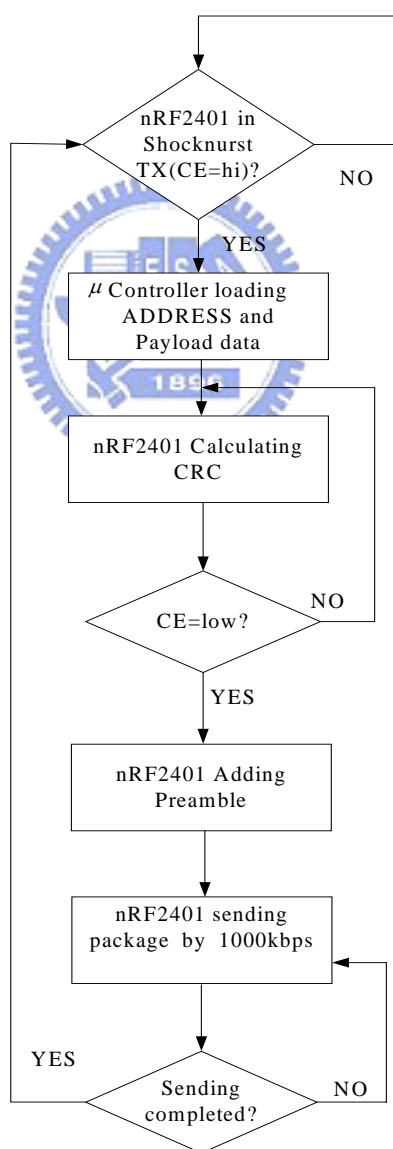 nRF2401 in
Shocknurst
TX(CE=hi)?
NO
YES
μ Controller loading
ADDRESS and
Payload data
1896
nRF2401 Calculating
CRC
NO
CE=low?
YES
nRF2401 Adding
Preamble
nRF2401 sending
package by 1000kbps
YES
NO
Sending
completed?